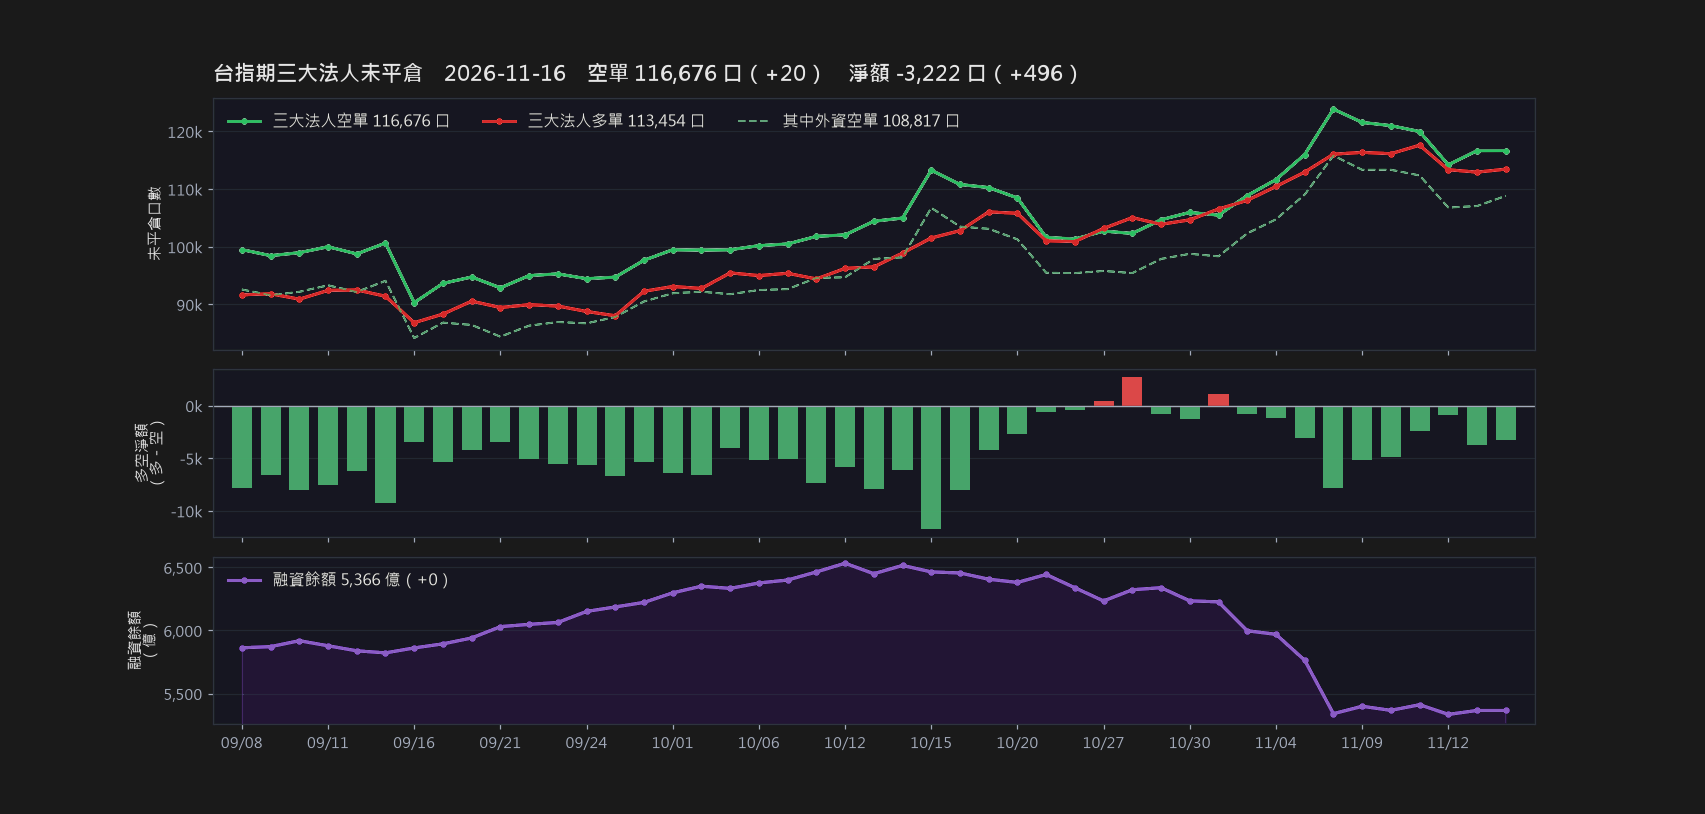 台指期三大法人未平倉 2026-11-16 空單 116,676 口 ( +20 ) 淨額 -3,222 口 ( +496 )
三大法人空單 116,676 口 三大法人多單 113,454 口 其中外資空單 108,817 口
未平倉口數
120k
110k
100k
90k
多空淨額
( 多 - 空 )
0k
-5k
-10k
融資餘額 5,366 億 ( +0 )
融資餘額
( 億 )
6,500
6,000
5,500
09/08 09/11 09/16 09/21 09/24 10/01 10/06 10/12 10/15 10/20 10/27 10/30 11/04 11/09 11/12